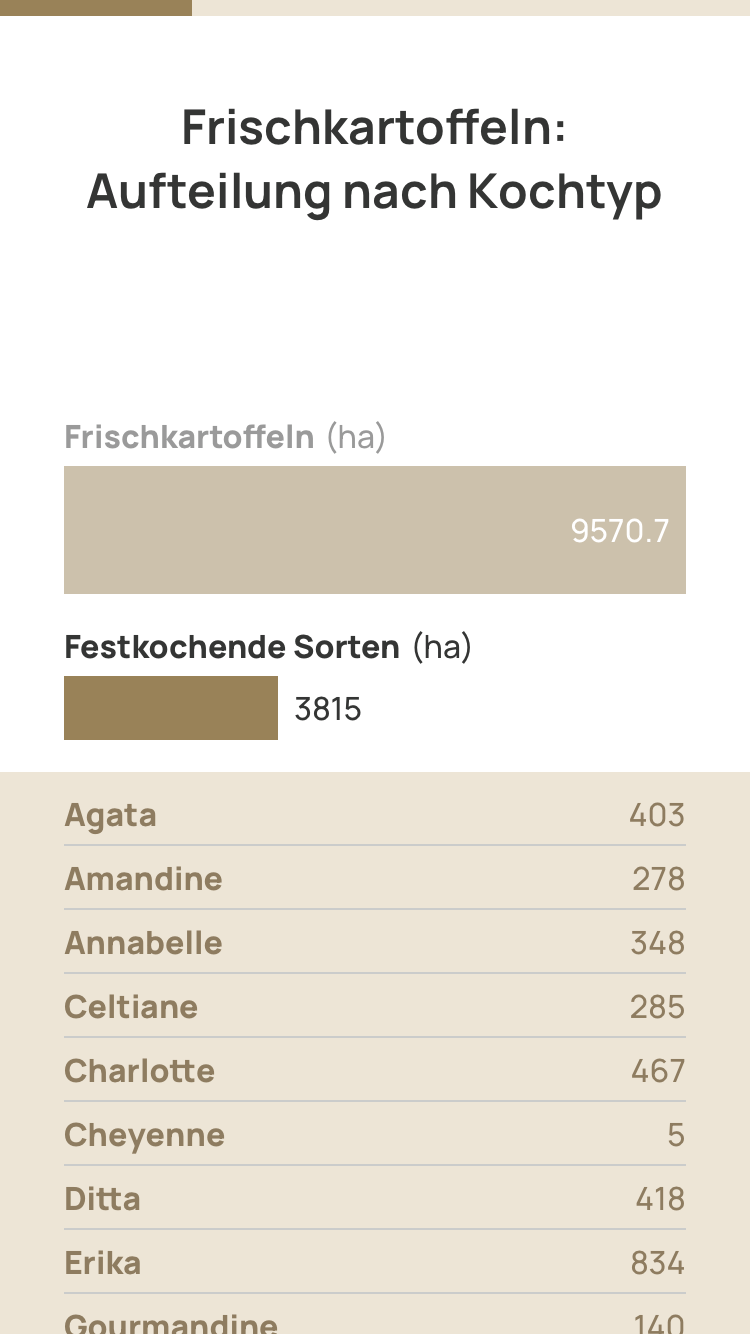 Frischkartoffeln:
Aufteilung nach Kochtyp
Frischkartoffeln (ha)
9570.7
Festkochende Sorten (ha)
3815
Agata 403
Amandine 278
Annabelle 348
Celtiane 285
Charlotte 467
Cheyenne 5
Ditta 418
Erika 834
Gourmandine 140